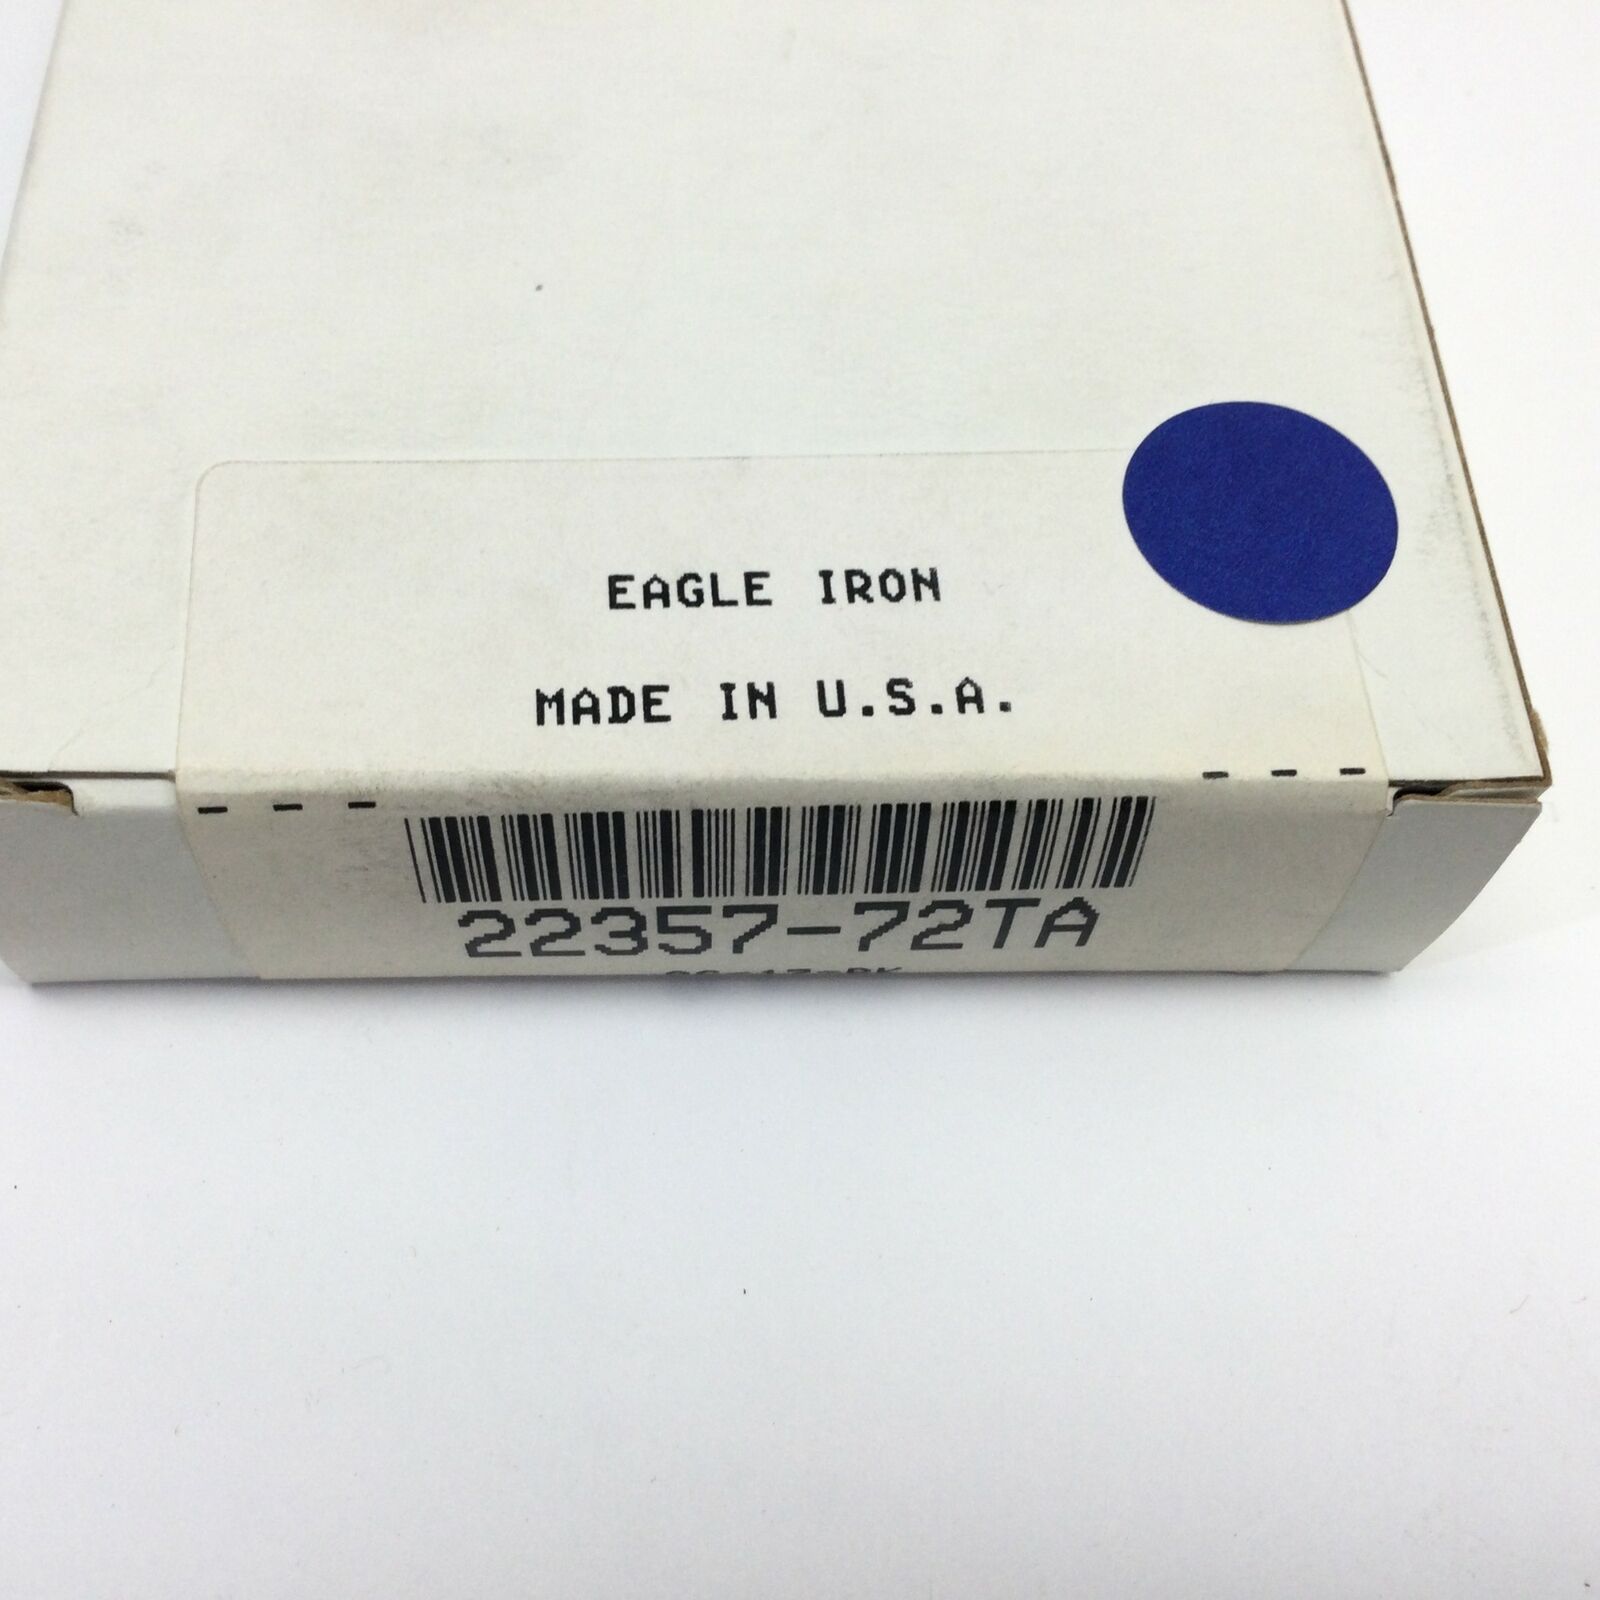 EAGLE IRON
MADE IN U.S.A.
22357-72TA